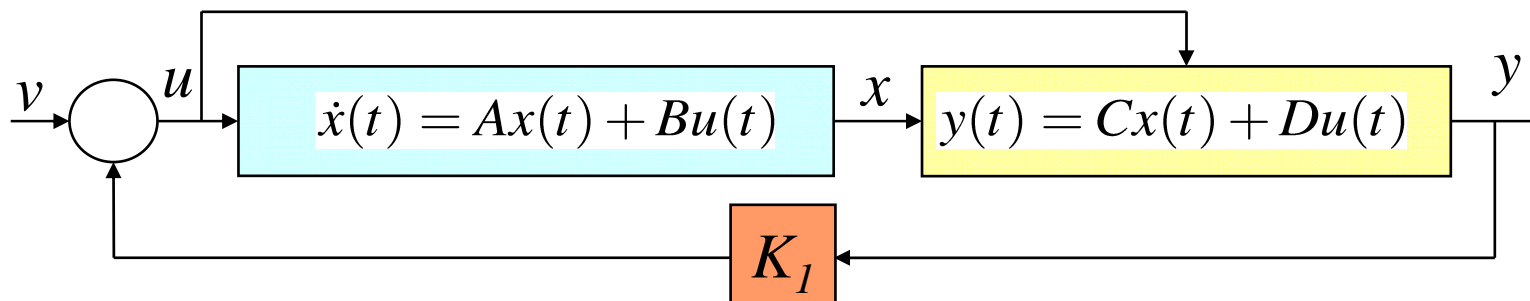 v
u
ẋ(t) = Ax(t) + Bu(t)
x
y(t) = Cx(t) + Du(t)
y
K₁